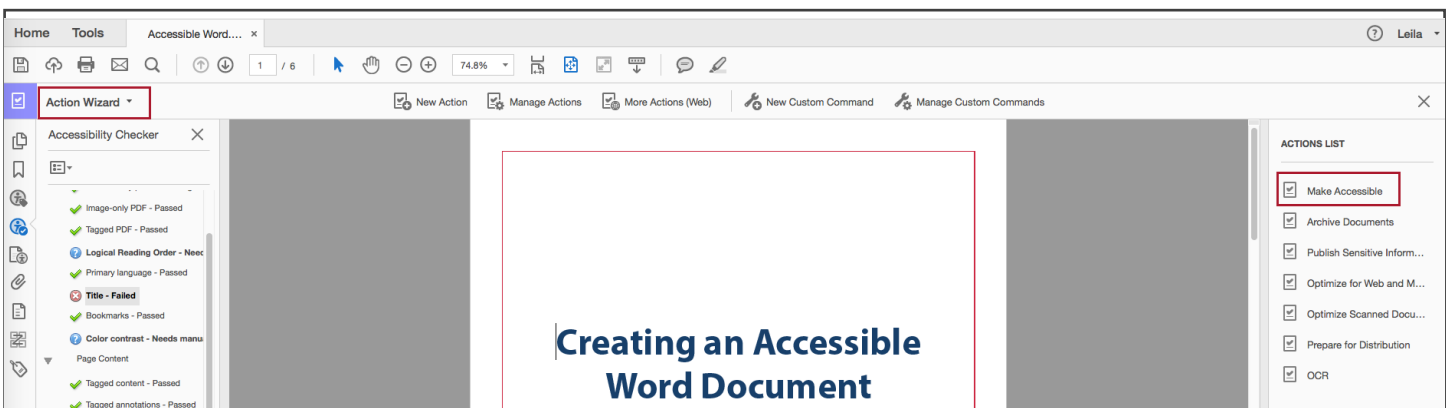 Home Tools Accessible Word.... × ? Leila
1 / 6 74.8%
Action Wizard New Action Manage Actions More Actions (Web) New Custom Command Manage Custom Commands
Accessibility Checker
Image-only PDF - Passed
Tagged PDF - Passed
Logical Reading Order - Need
Primary language - Passed
Title - Failed
Bookmarks - Passed
Color contrast - Needs manu
Page Content
Tagged content - Passed
Tagged annotations - Passed
Creating an Accessible
Word Document
ACTIONS LIST
Make Accessible
Archive Documents
Publish Sensitive Inform...
Optimize for Web and M...
Optimize Scanned Docu...
Prepare for Distribution
OCR